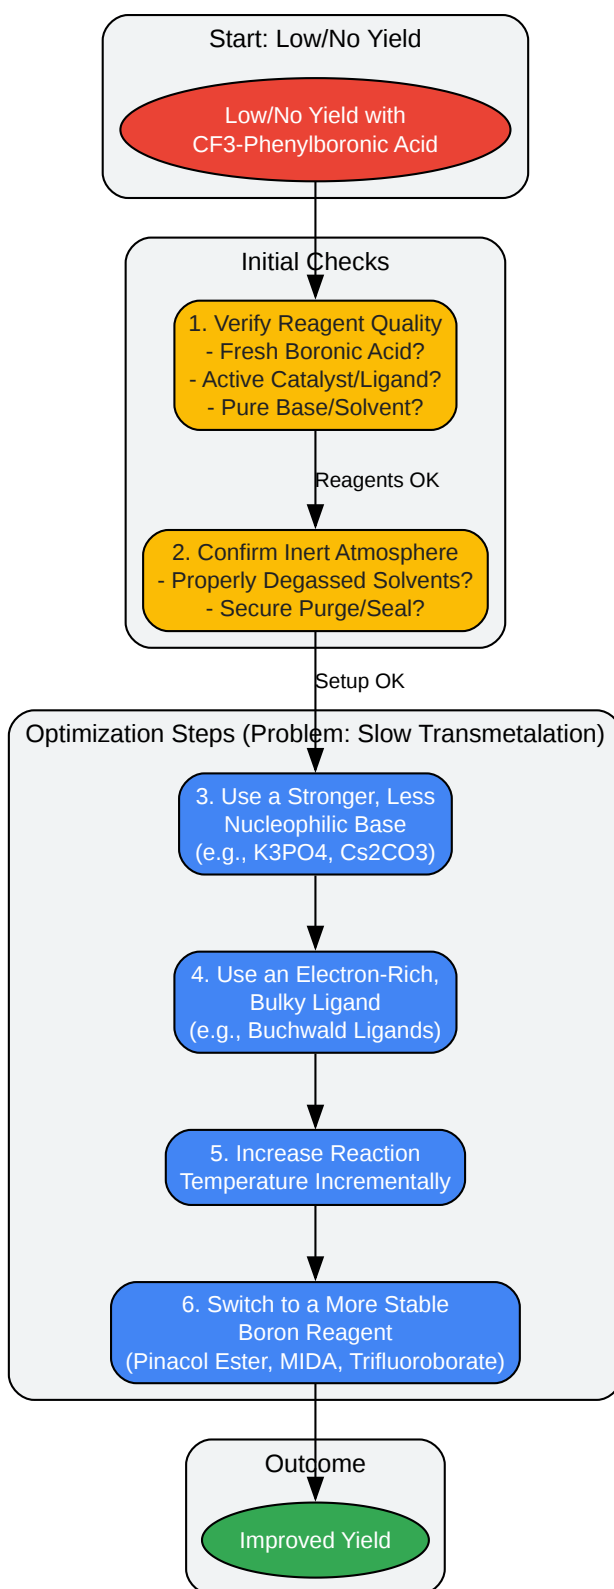 Start: Low/No Yield
Low/No Yield with
CF3-Phenylboronic Acid
Initial Checks
1. Verify Reagent Quality
- Fresh Boronic Acid?
- Active Catalyst/Ligand?
- Pure Base/Solvent?
Reagents OK
2. Confirm Inert Atmosphere
- Properly Degassed Solvents?
- Secure Purge/Seal?
Setup OK
Optimization Steps (Problem: Slow Transmetalation)
3. Use a Stronger, Less
Nucleophilic Base
(e.g., K3PO4, Cs2CO3)
4. Use an Electron-Rich,
Bulky Ligand
(e.g., Buchwald Ligands)
5. Increase Reaction
Temperature Incrementally
6. Switch to a More Stable
Boron Reagent
(Pinacol Ester, MIDA, Trifluoroborate)
Outcome
Improved Yield